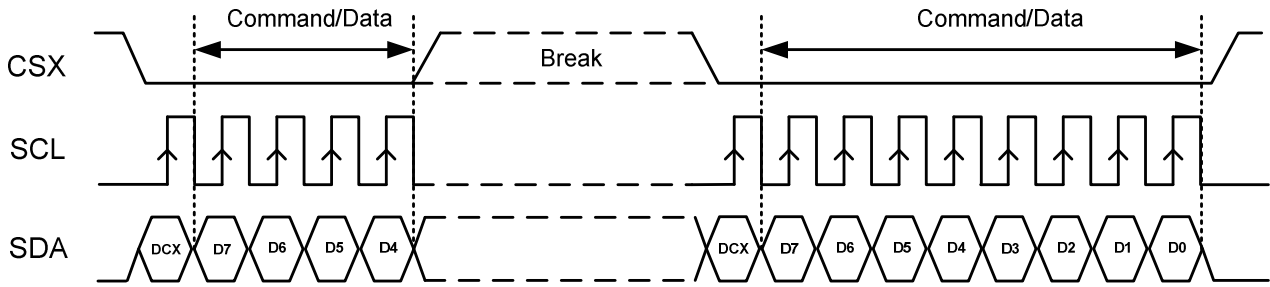 Command/Data Command/Data
CSX Break
SCL
SDA DCX D7 D6 D5 D4 DCX D7 D6 D5 D4 D3 D2 D1 D0